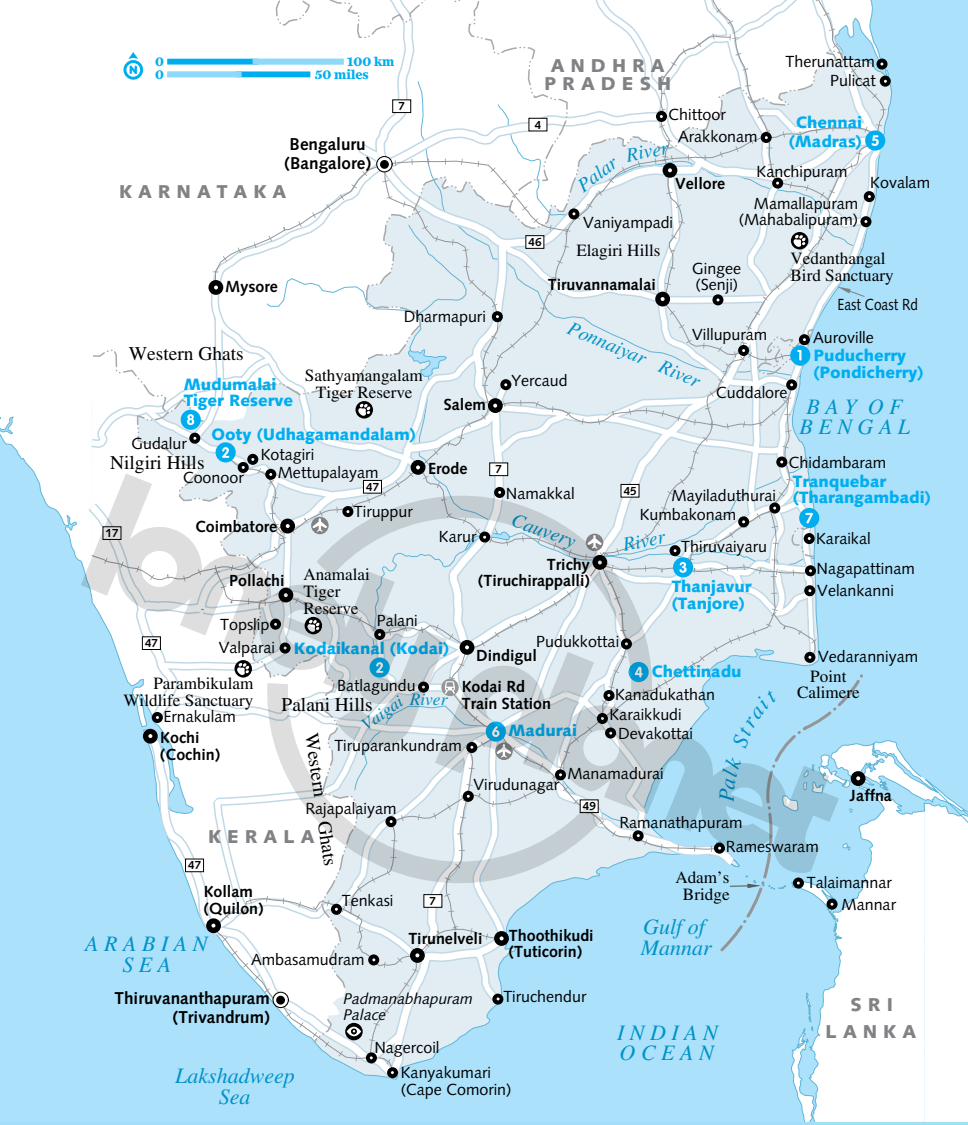 Therunattam
Pulicat
0 100 km
0 50 miles
N
ANDHRA
PRADESH
7
4
Chittoor
Arakkonam
Chennai
(Madras)
5
Bengaluru
(Bangalore)
Palar River
Vellore
Kanchipuram
Kovalam
KARNATAKA
Vaniyampadi
Mamallapuram
(Mahabalipuram)
46
Elagiri Hills
Vedanthangal
Bird Sanctuary
Mysore
Tiruvannamalai
Gingee
(Senji)
East Coast Rd
Dharmapuri
Ponnaiyar River
Villupuram
Auroville
1
Puducherry
(Pondicherry)
Western Ghats
Sathyamangalam
Tiger Reserve
Mudumalai
Tiger Reserve
8
Yercaud
Salem
Cuddalore
BAY OF
BENGAL
Gudalur
Ooty (Udhagamandalam)
2
Kotagiri
Nilgiri Hills
Coonoor
Mettupalayam
Erode
7
Chidambaram
47
Namakkal
45
Mayiladuthurai
Tranquebar
(Tharangambadi)
7
Kumbakonam
Tiruppur
Coimbatore
17
Karur
Cauvery River
Karaikal
Thiruvaiyaru
Trichy
(Tiruchirappalli)
3
Thanjavur
(Tanjore)
Nagapattinam
Velankanni
Pollachi
Anamalai
Tiger
Reserve
Topslip
Palani
47
Valparai
Kodaikanal (Kodai)
2
Dindigul
Pudukkottai
Vedaranniyam
Point
Calimere
4
Chettinadu
Parambikulam
Wildlife Sanctuary
Batlagundu
Kodai Rd
Train Station
Kanadukathan
Palani Hills
Vaigai River
Ernakulam
Kochi
(Cochin)
6
Madurai
Karaikkudi
Devakottai
Palk Strait
Western Ghats
Tiruparankundram
Manamadurai
Virudunagar
Jaffna
49
Rajapalaiyam
KERALA
Ramanathapuram
Rameswaram
47
Adam's
Bridge
Talaimannar
Mannar
Kollam
(Quilon)
Tenkasi
7
Gulf of
Mannar
ARABIAN
SEA
Tirunelveli
Thoothikudi
(Tuticorin)
Ambasamudram
Thiruvananthapuram
(Trivandrum)
Padmanabhapuram
Palace
Tiruchendur
SRI
LANKA
INDIAN
OCEAN
Nagercoil
Lakshadweep
Sea
Kanyakumari
(Cape Comorin)
lonely planet